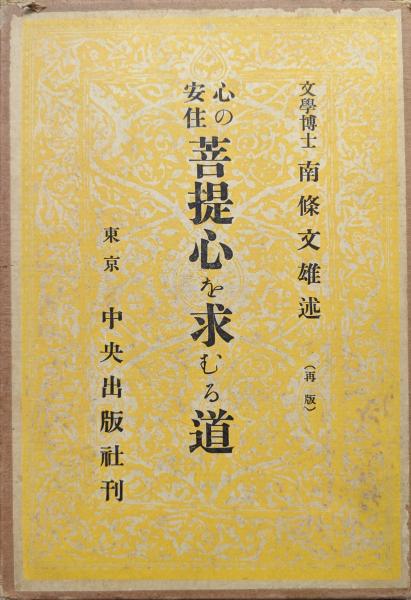 文學博士 南條文雄述
（再版）
心の
安住
菩提心を求むる道
東京 中央出版社刊